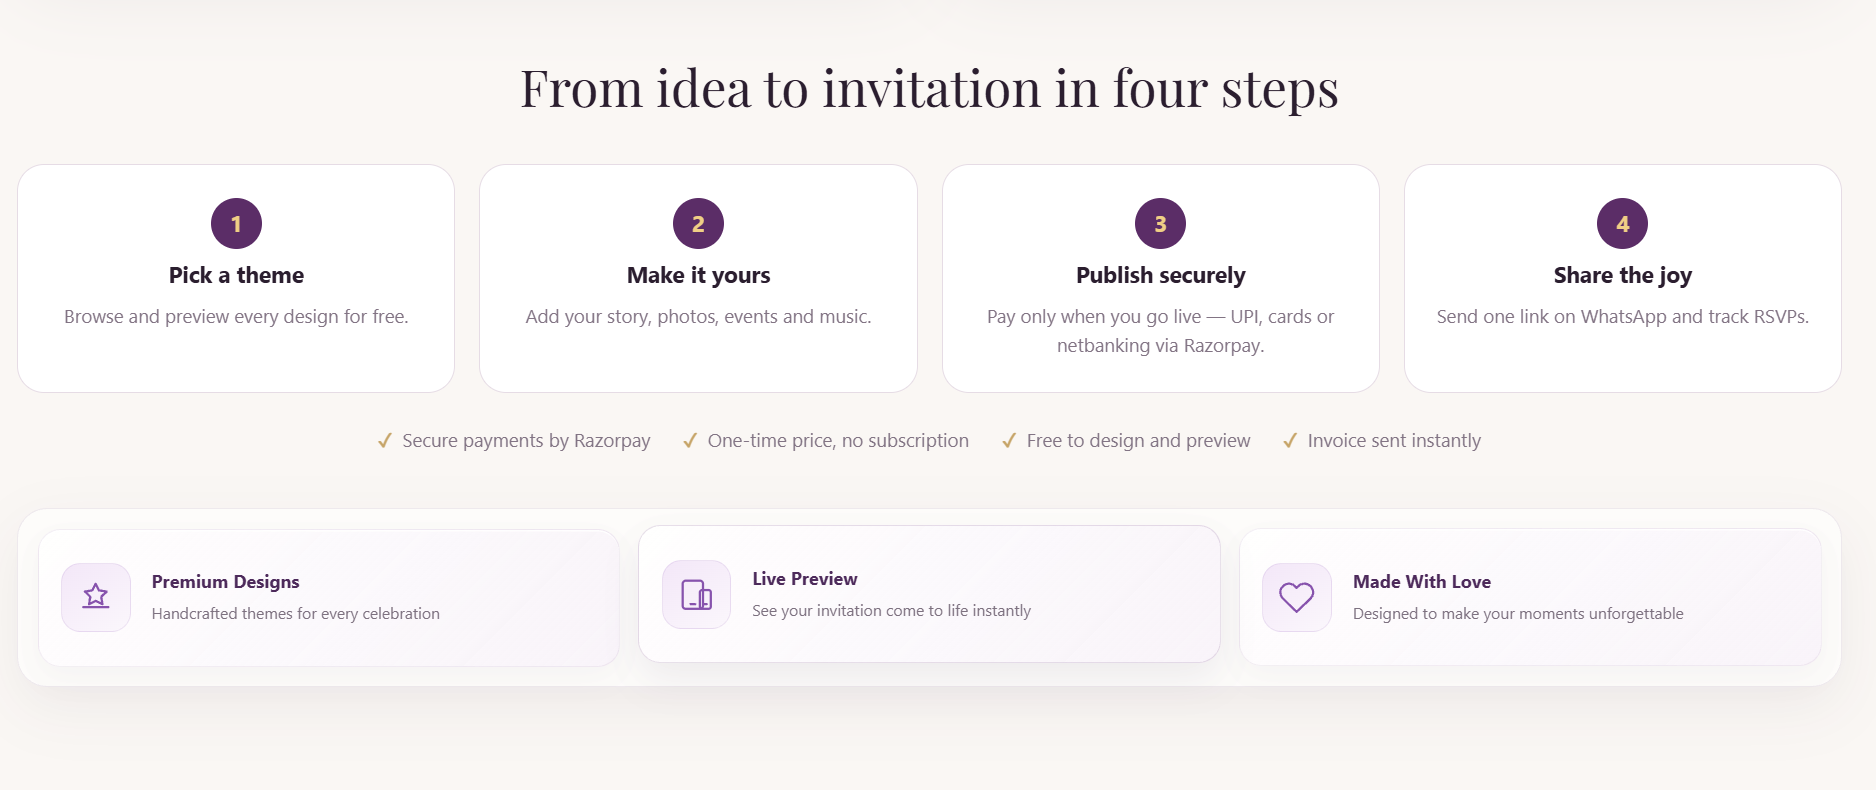 From idea to invitation in four steps
1
Pick a theme
Browse and preview every design for free.
2
Make it yours
Add your story, photos, events and music.
3
Publish securely
Pay only when you go live — UPI, cards or
netbanking via Razorpay.
4
Share the joy
Send one link on WhatsApp and track RSVPs.
✓ Secure payments by Razorpay
✓ One-time price, no subscription
✓ Free to design and preview
✓ Invoice sent instantly
Premium Designs
Handcrafted themes for every celebration
Live Preview
See your invitation come to life instantly
Made With Love
Designed to make your moments unforgettable